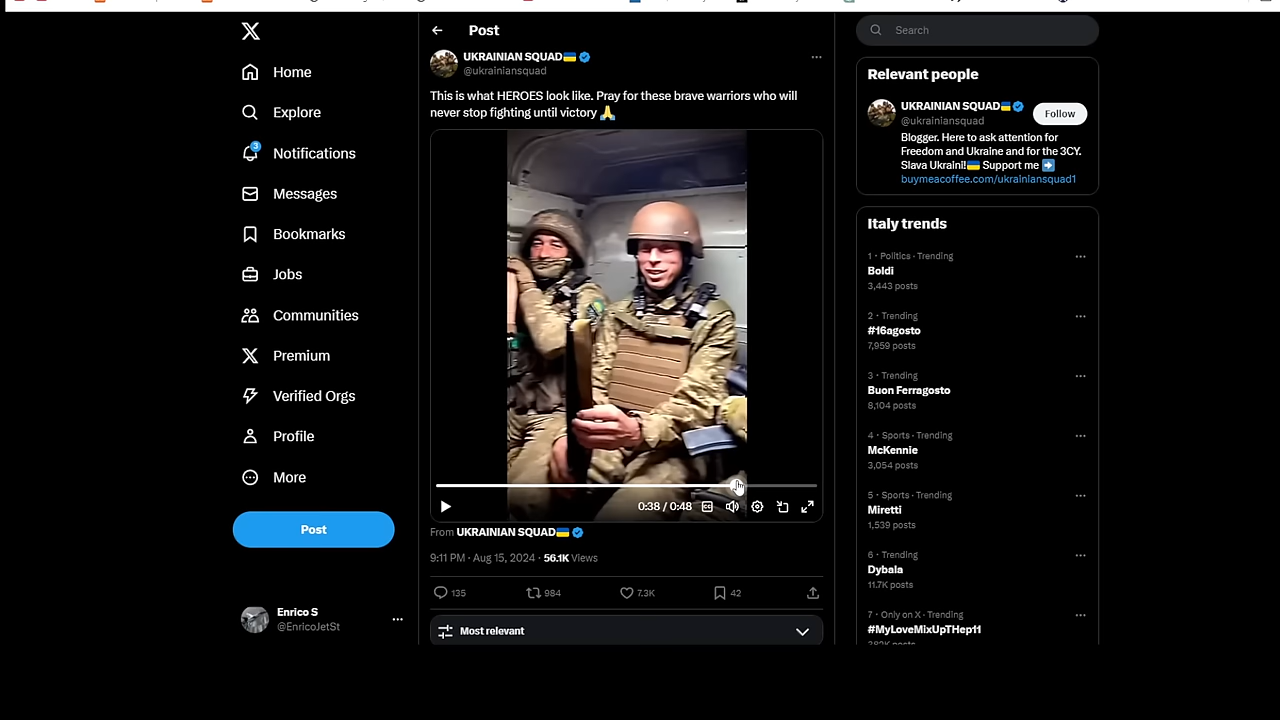 Post
UKRAINIAN SQUAD🇺🇦
@ukrainiansquad
This is what HEROES look like. Pray for these brave warriors who will
never stop fighting until victory 🙏
0:38 / 0:48
From UKRAINIAN SQUAD🇺🇦
9:11 PM · Aug 15, 2024 · 56.1K Views
135 984 7.3K 42
Most relevant
Home
Explore
3
Notifications
Messages
Bookmarks
Jobs
Communities
Premium
Verified Orgs
Profile
More
Post
Enrico S
@EnricoJetSt
Search
Relevant people
UKRAINIAN SQUAD🇺🇦
@ukrainiansquad
Follow
Blogger. Here to ask attention for
Freedom and Ukraine and for the 3CY.
Slava Ukraini!🇺🇦 Support me ➡️
buymeacoffee.com/ukrainiansquad1
Italy trends
1 · Politics · Trending
Boldi
3,443 posts
2 · Trending
#16agosto
7,959 posts
3 · Trending
Buon Ferragosto
8,104 posts
4 · Sports · Trending
McKennie
3,054 posts
5 · Sports · Trending
Miretti
1,539 posts
6 · Trending
Dybala
11.7K posts
7 · Only on X · Trending
#MyLoveMixUpTHep11